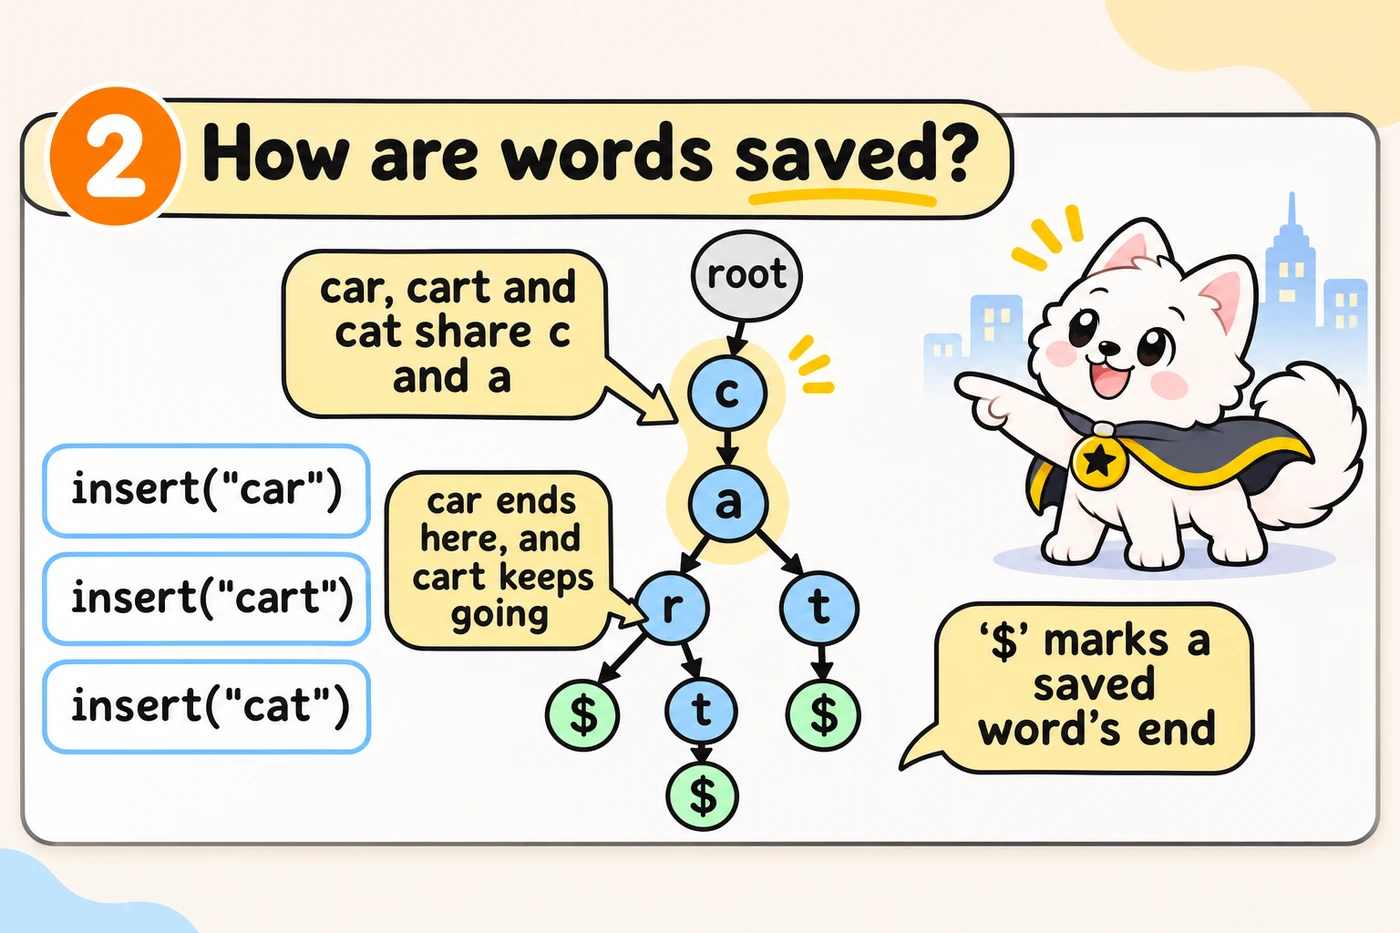 2
How are words saved?
root
car, cart and
cat share c
and a
c
a
insert("car")
insert("cart")
insert("cat")
car ends
here, and
cart keeps
going
r
t
$
t
$
$
‘$’ marks a
saved
word’s end